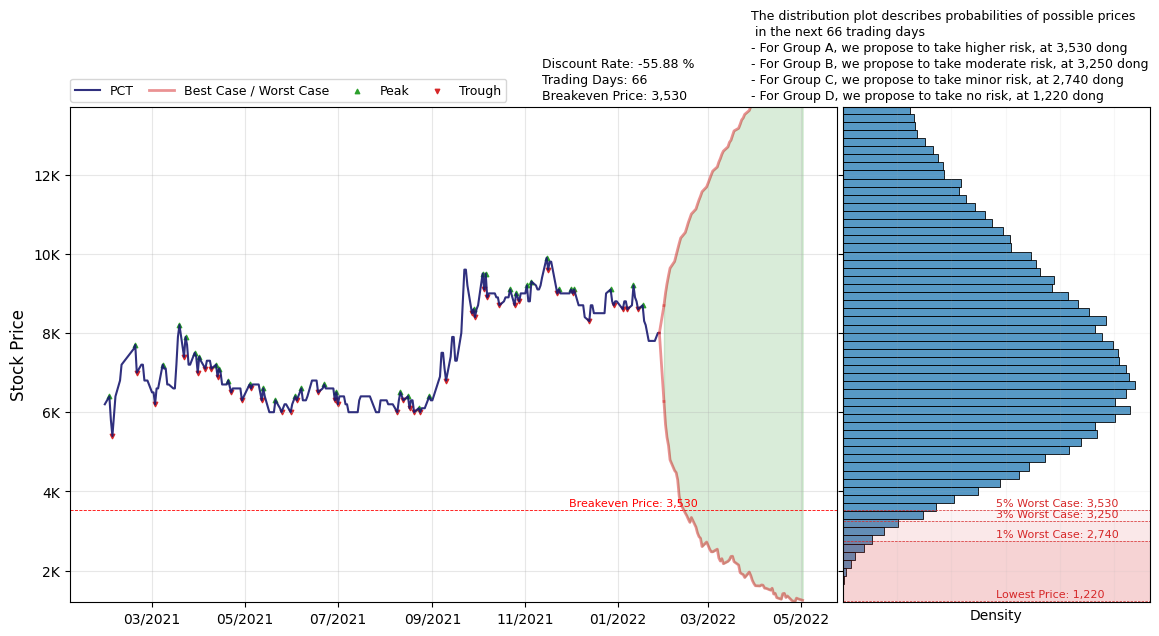 The distribution plot describes probabilities of possible prices
in the next 66 trading days
- For Group A, we propose to take higher risk, at 3,530 dong
- For Group B, we propose to take moderate risk, at 3,250 dong
- For Group C, we propose to take minor risk, at 2,740 dong
- For Group D, we propose to take no risk, at 1,220 dong
Discount Rate: -55.88 %
Trading Days: 66
Breakeven Price: 3,530
PCT
Best Case / Worst Case
Peak
Trough
Stock Price
12K
10K
8K
6K
4K
2K
Breakeven Price: 3,530
03/2021
05/2021
07/2021
09/2021
11/2021
01/2022
03/2022
05/2022
5% Worst Case: 3,530
3% Worst Case: 3,250
1% Worst Case: 2,740
Lowest Price: 1,220
Density